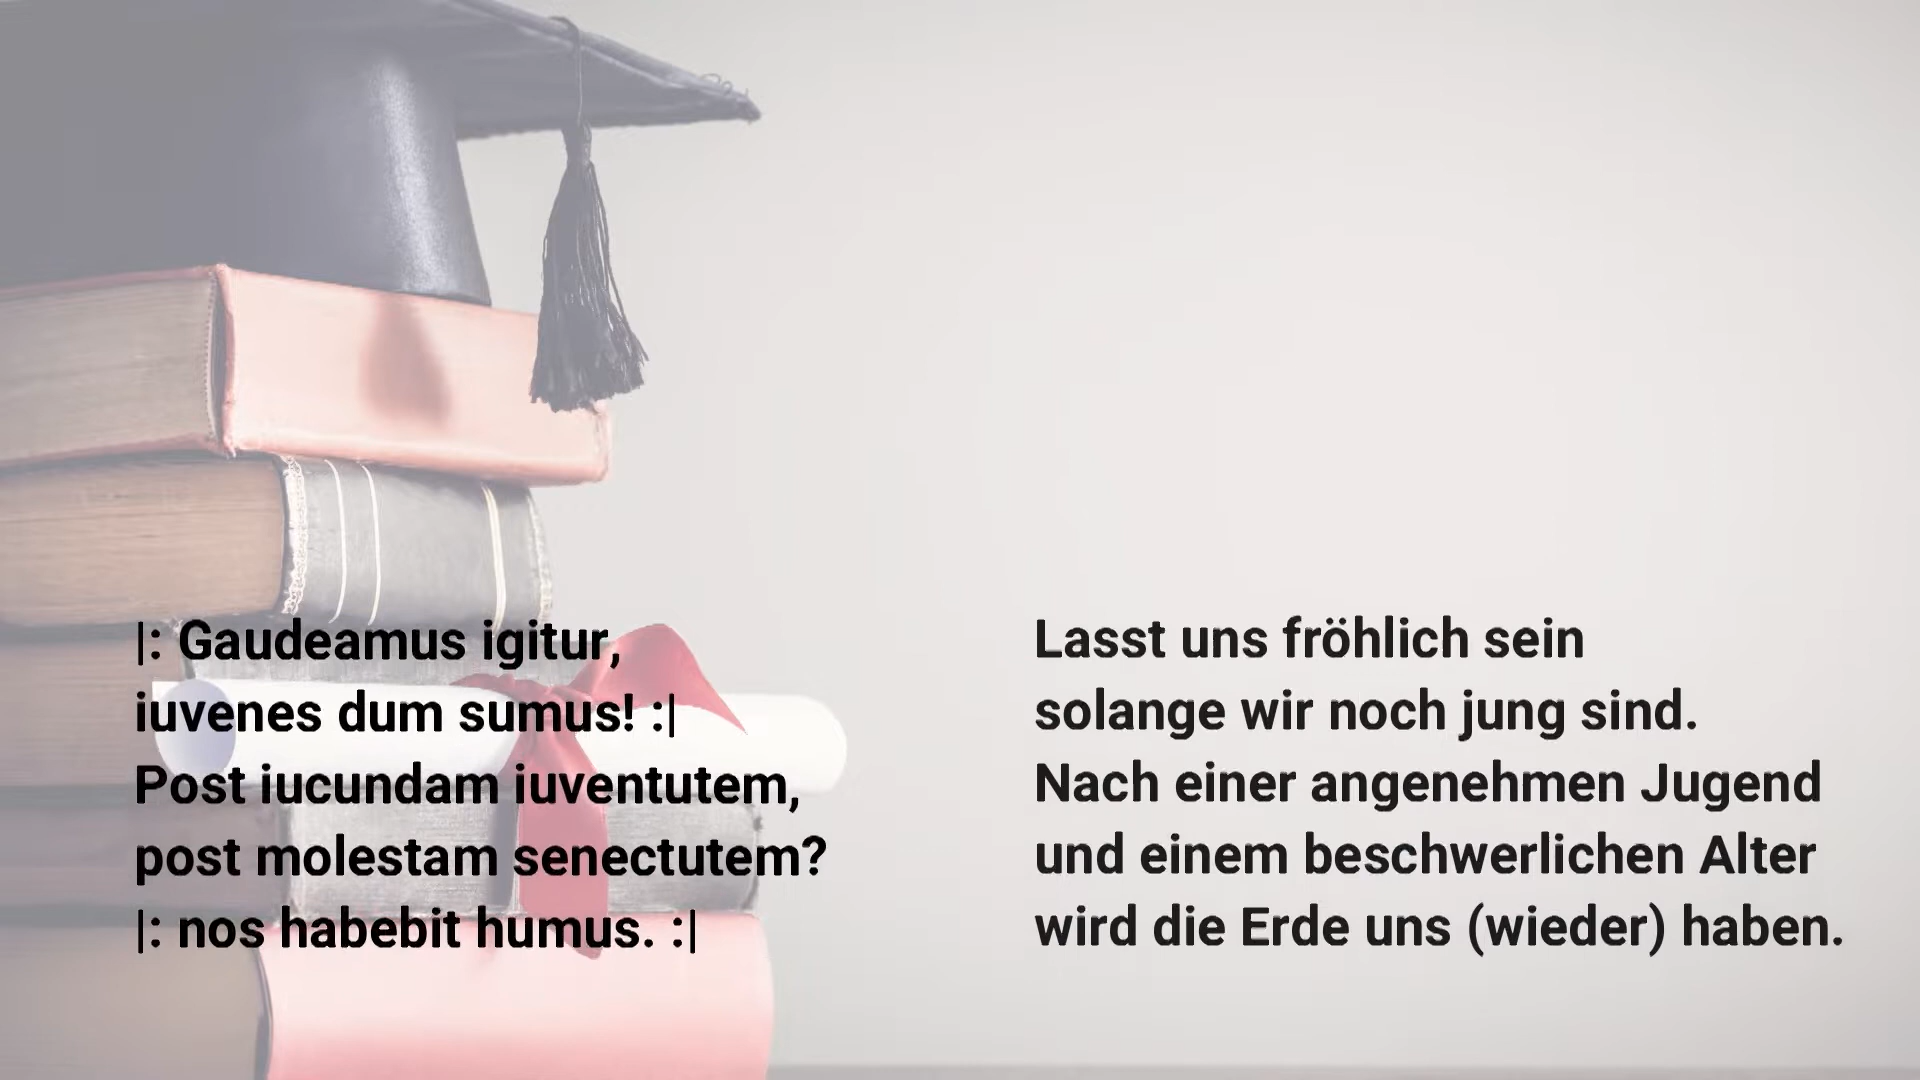 |: Gaudeamus igitur,
iuvenes dum sumus! :|
Post iucundam iuventutem,
post molestam senectutem?
|: nos habebit humus. :|
Lasst uns fröhlich sein
solange wir noch jung sind.
Nach einer angenehmen Jugend
und einem beschwerlichen Alter
wird die Erde uns (wieder) haben.